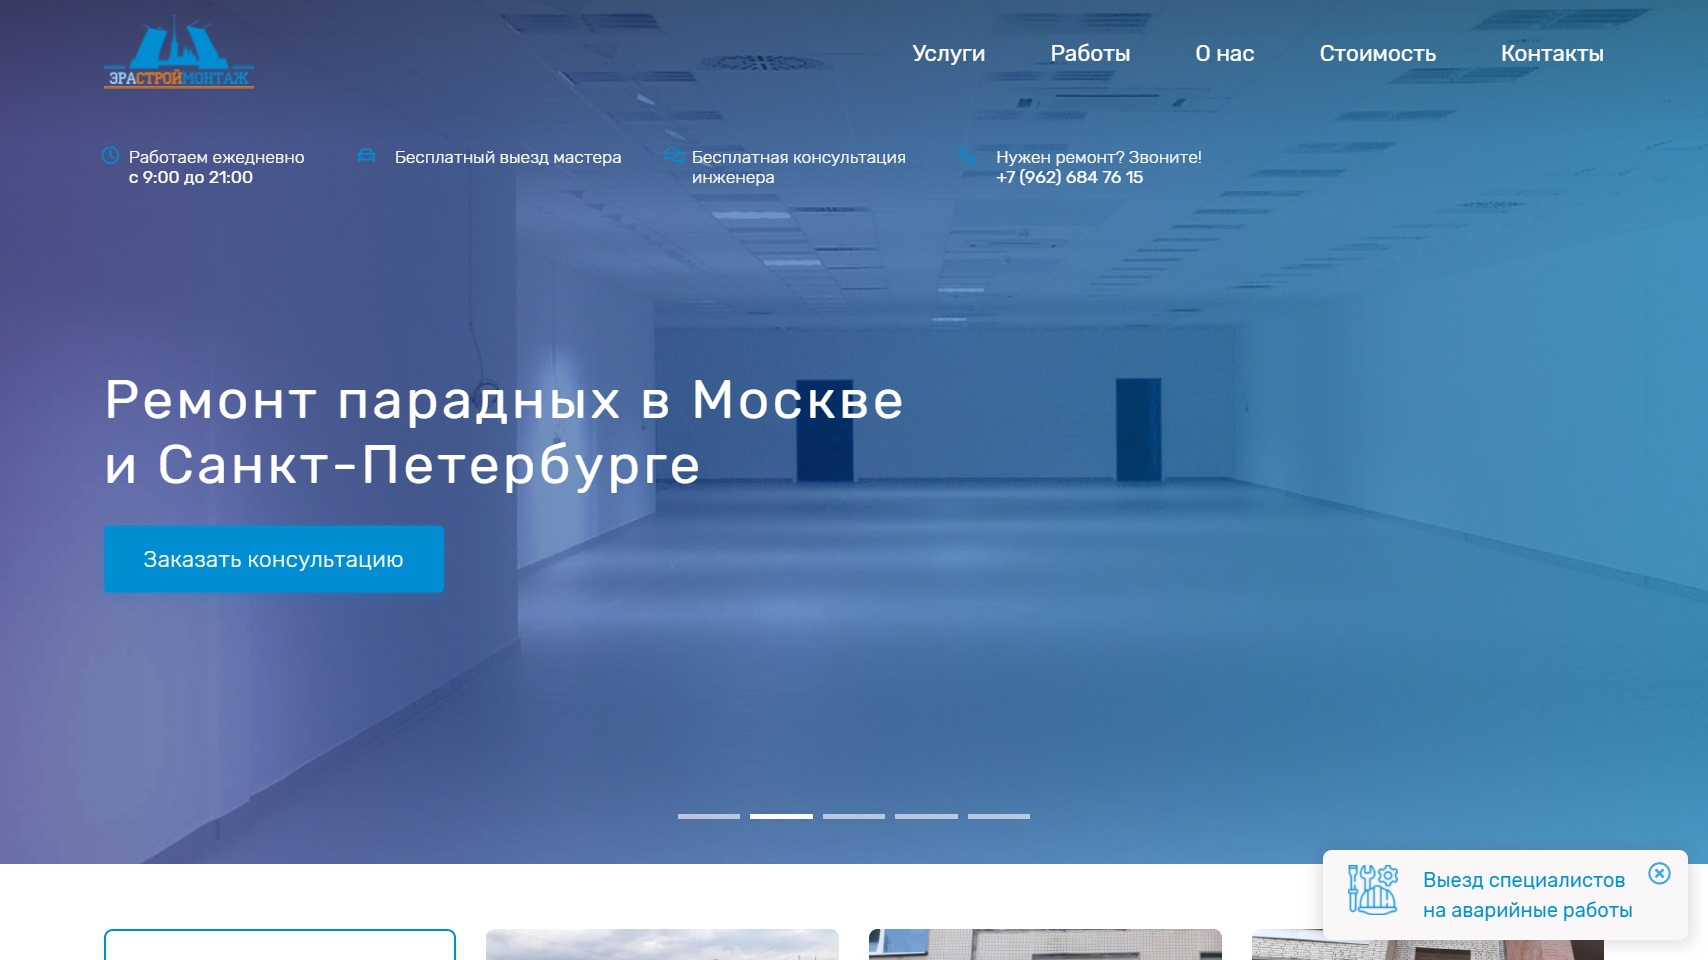 ЭРАСТРОЙМОНТАЖ
Услуги
Работы
О нас
Стоимость
Контакты
Работаем ежедневно
с 9:00 до 21:00
Бесплатный выезд мастера
Бесплатная консультация
инженера
Нужен ремонт? Звоните!
+7 (962) 684 76 15
Ремонт парадных в Москве
и Санкт-Петербурге
Заказать консультацию
Выезд специалистов
на аварийные работы